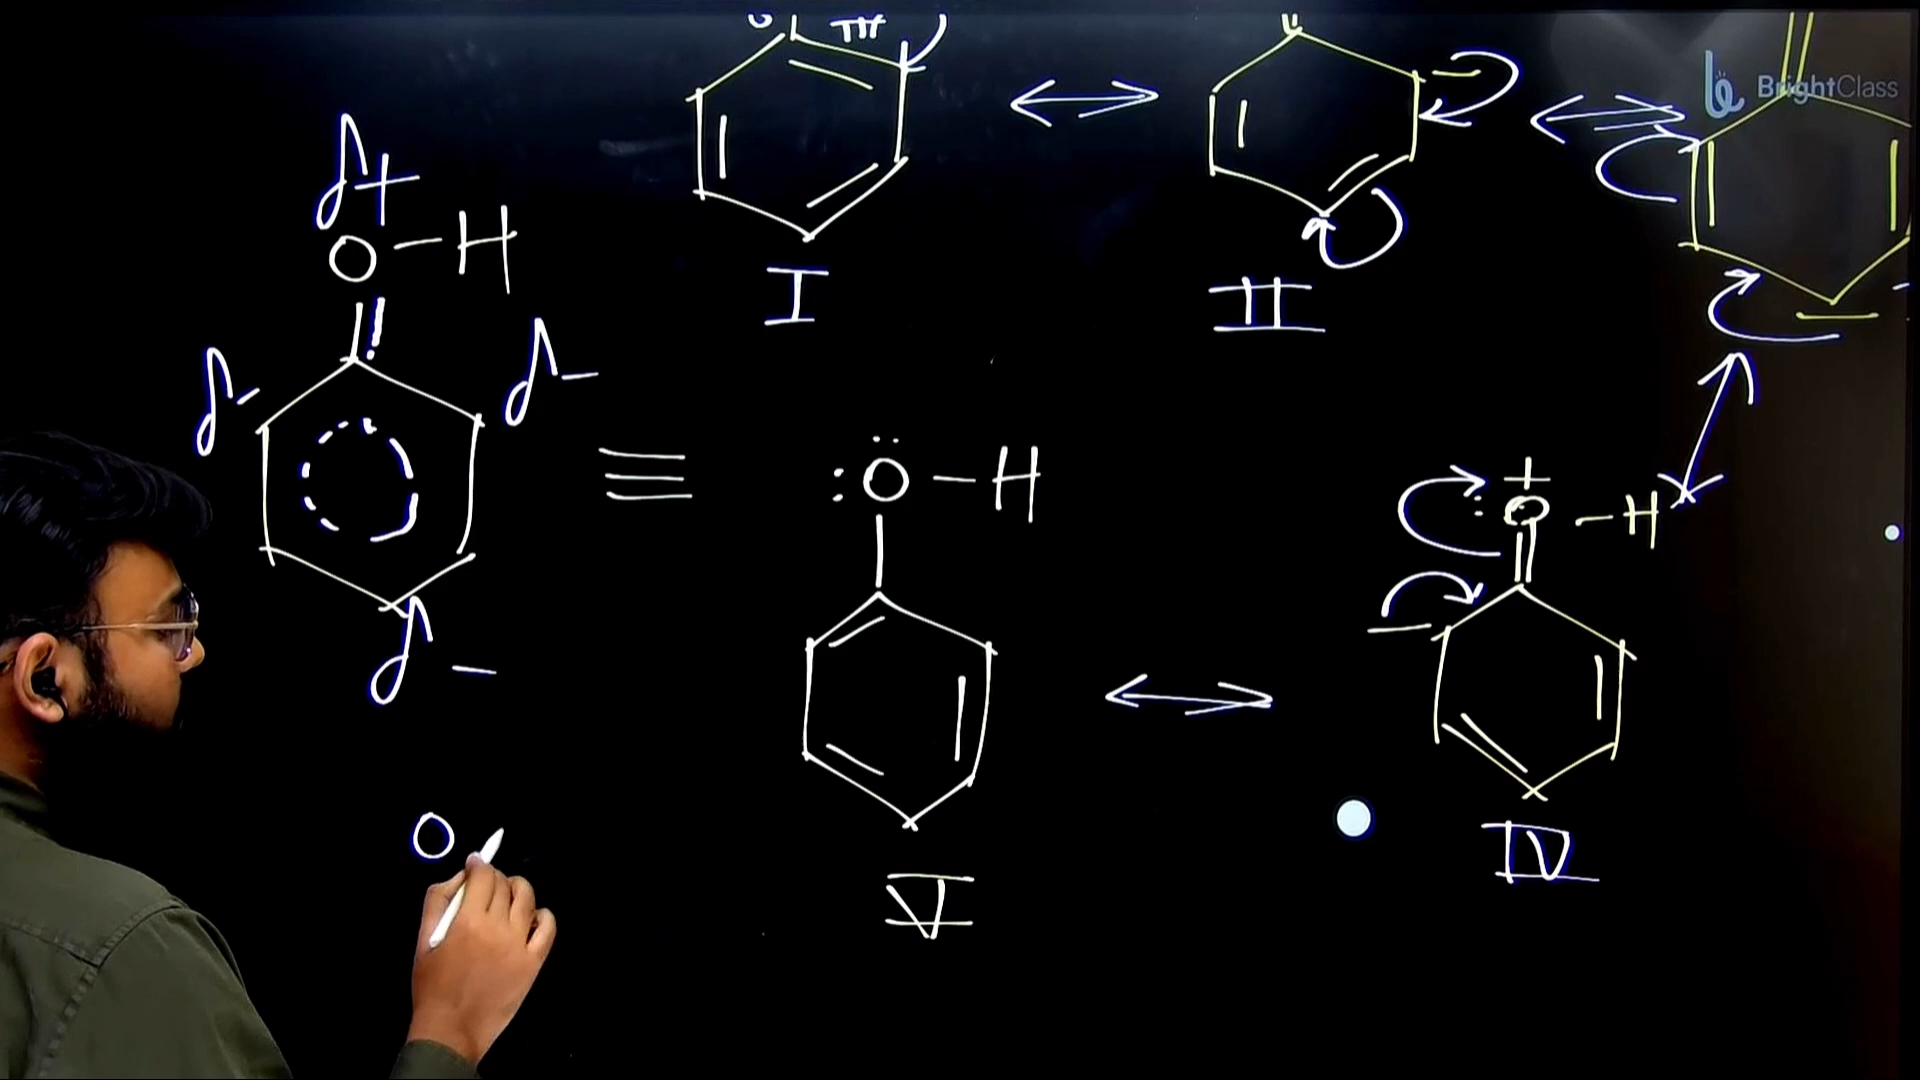 BrightClass
δ+
O-H
I
II
δ-
δ-
:Ö-H
+
:O-H
δ-
O
V
IV